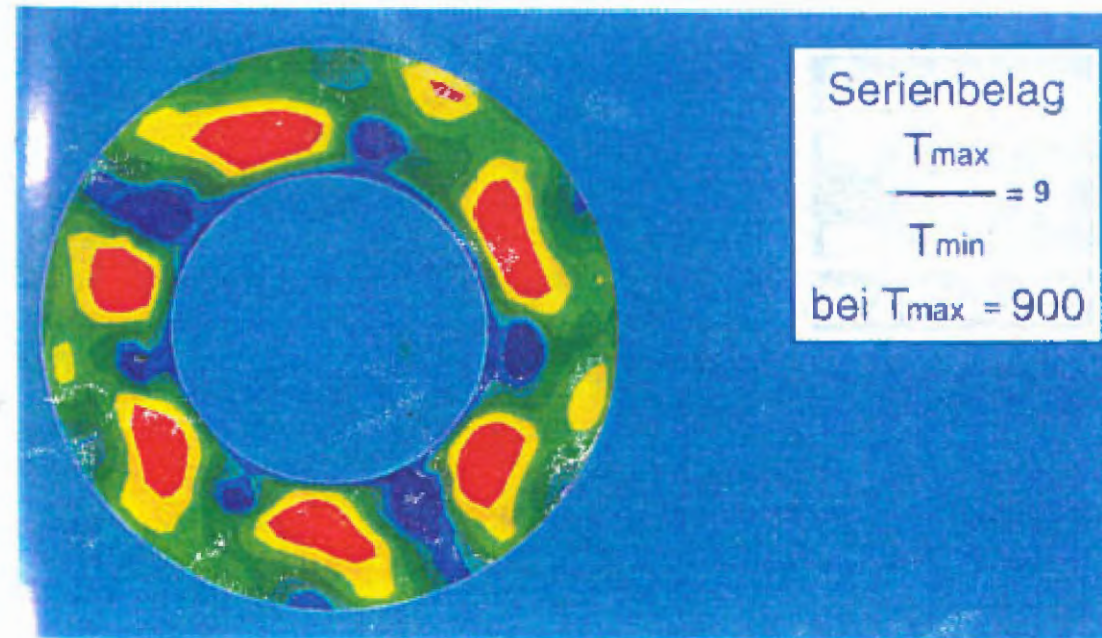 Serienbelag
Tmax
= 9
Tmin
bei Tmax = 900